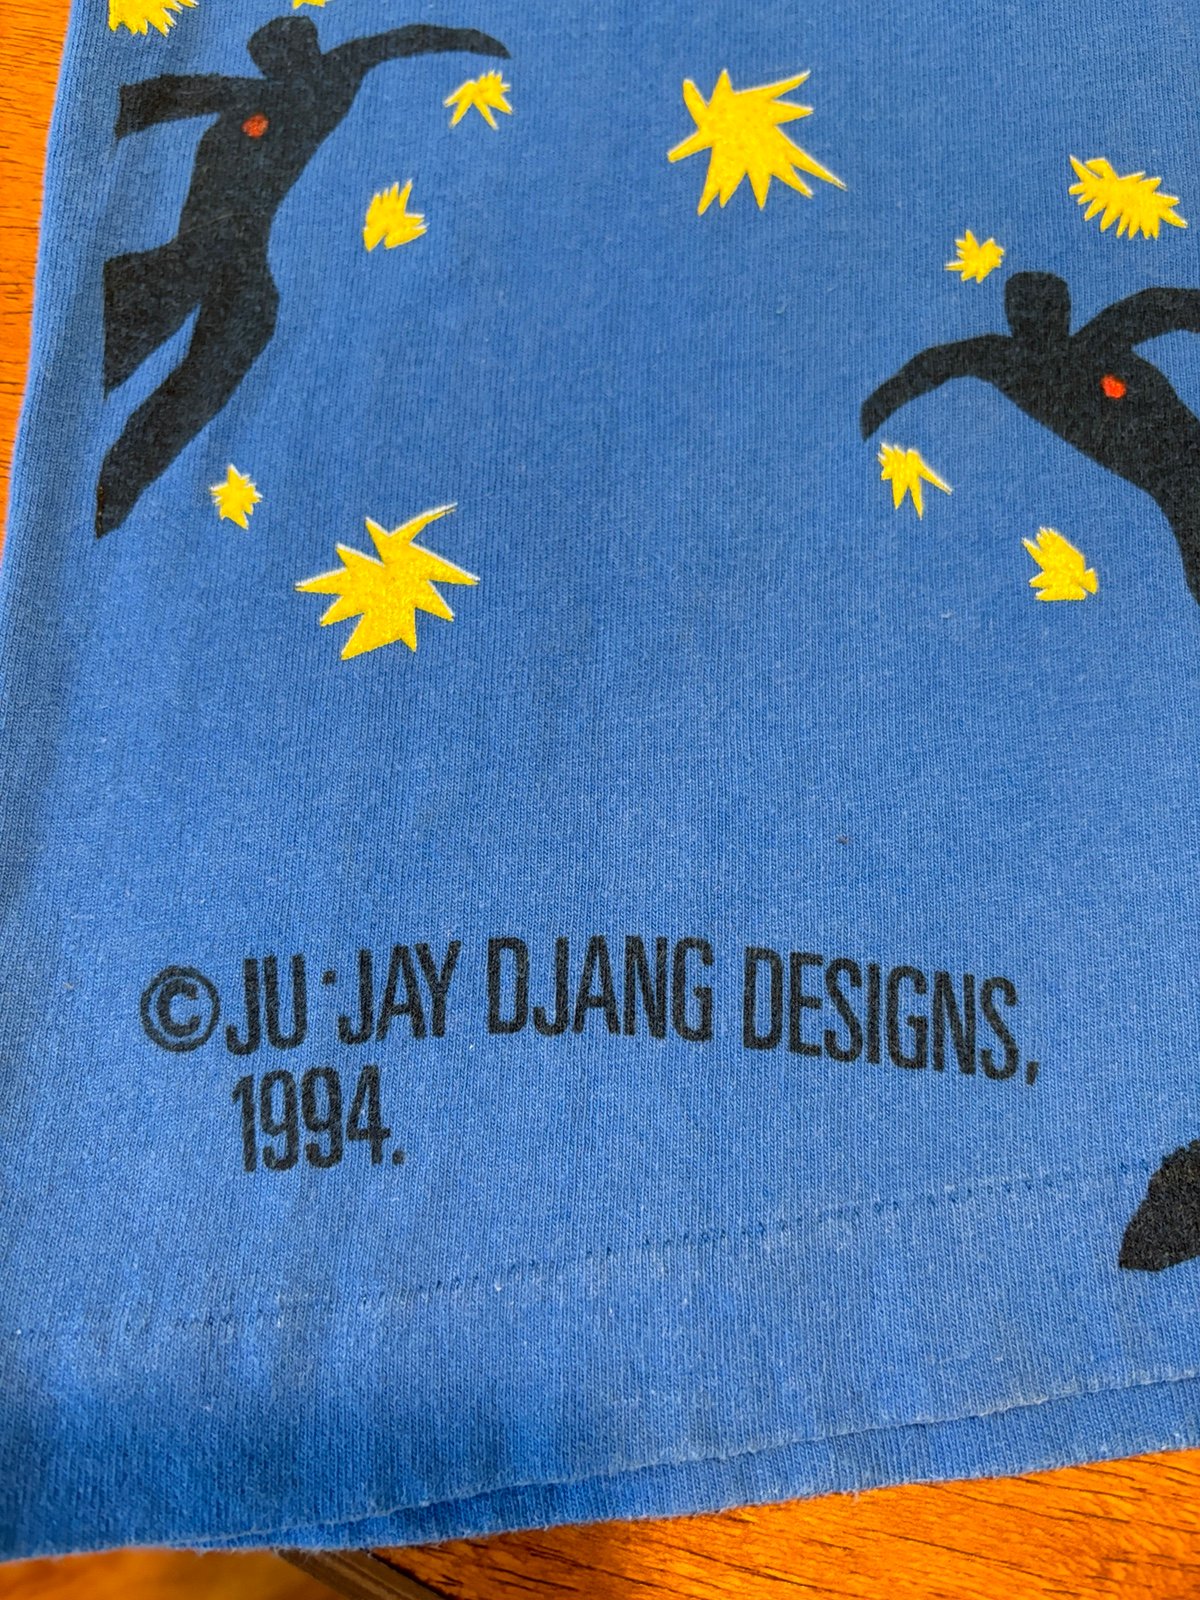 ©JU·JAY DJANG DESIGNS,
1994.